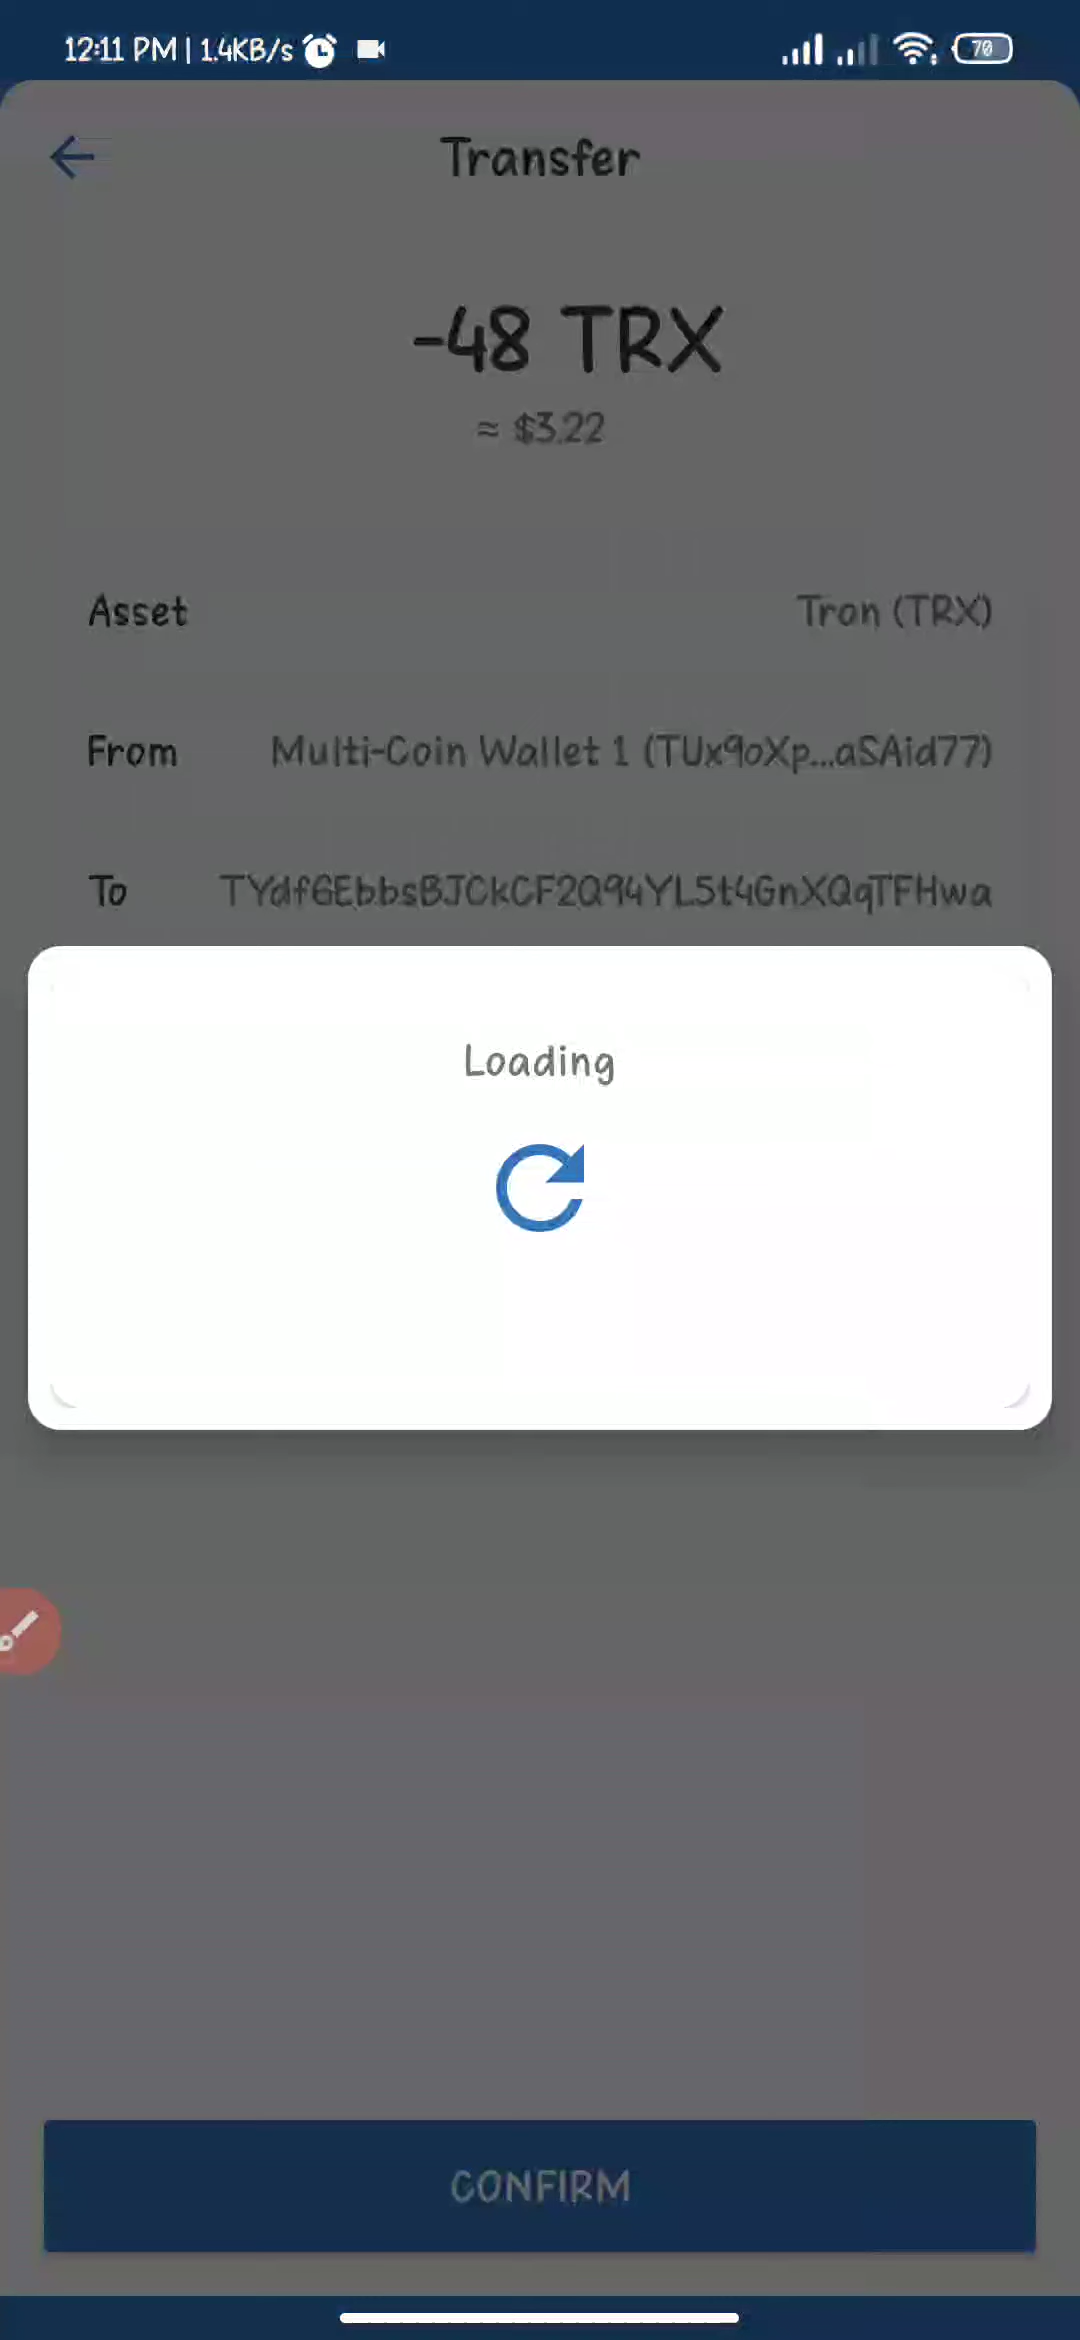 12:11 PM | 1.4KB/s
70
Transfer
-48 TRX
≈ $3.22
Asset Tron (TRX)
From Multi-Coin Wallet 1 (TUx9oXp...aSAid77)
To TYdf6EbbsBJCkCF2Q94YL5t4GnXQqTFHwa
Loading
CONFIRM